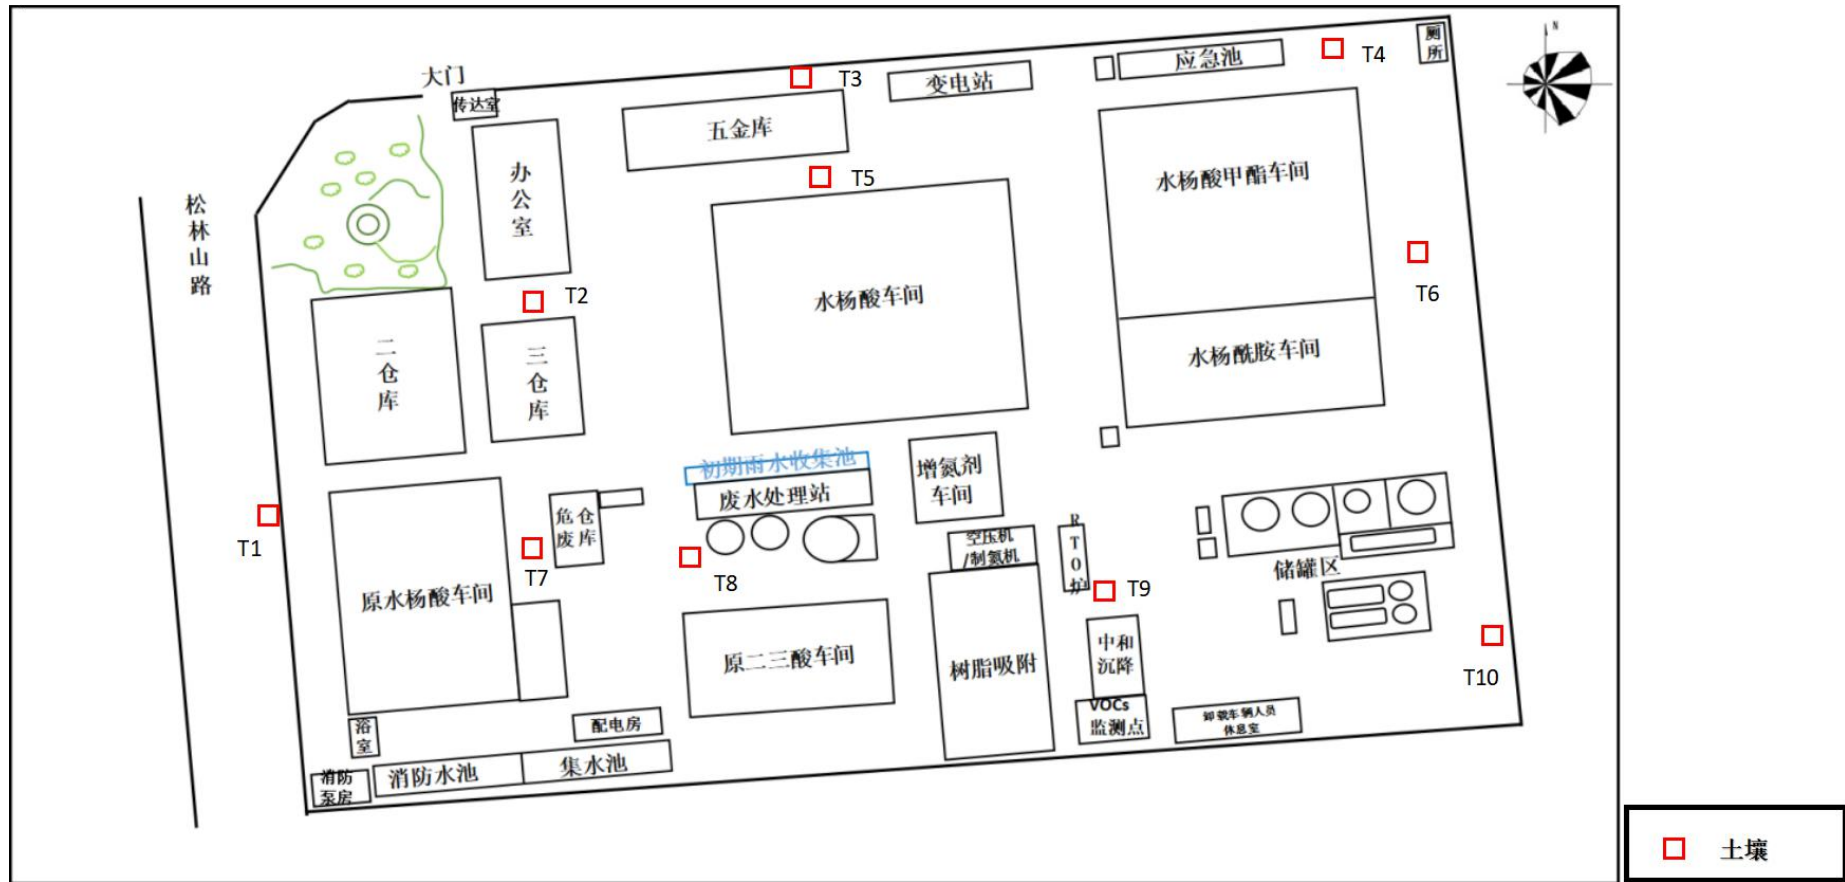 大门
传达室
T3
变电站
应急池
T4
厕所
N
五金库
办公室
T5
水杨酸甲酯车间
松林山路
T2
水杨酸车间
T6
二仓库
三仓库
水杨酰胺车间
初期雨水收集池
废水处理站
增氮剂
车间
危仓
废库
T1
T7
T8
空压机
/制氮机
RTO炉
T9
储罐区
原水杨酸车间
原二三酸车间
树脂吸附
中和
沉降
T10
VOCs
监测点
卸载车辆人员
休息室
浴室
配电房
消防
泵房
消防水池
集水池
土壤